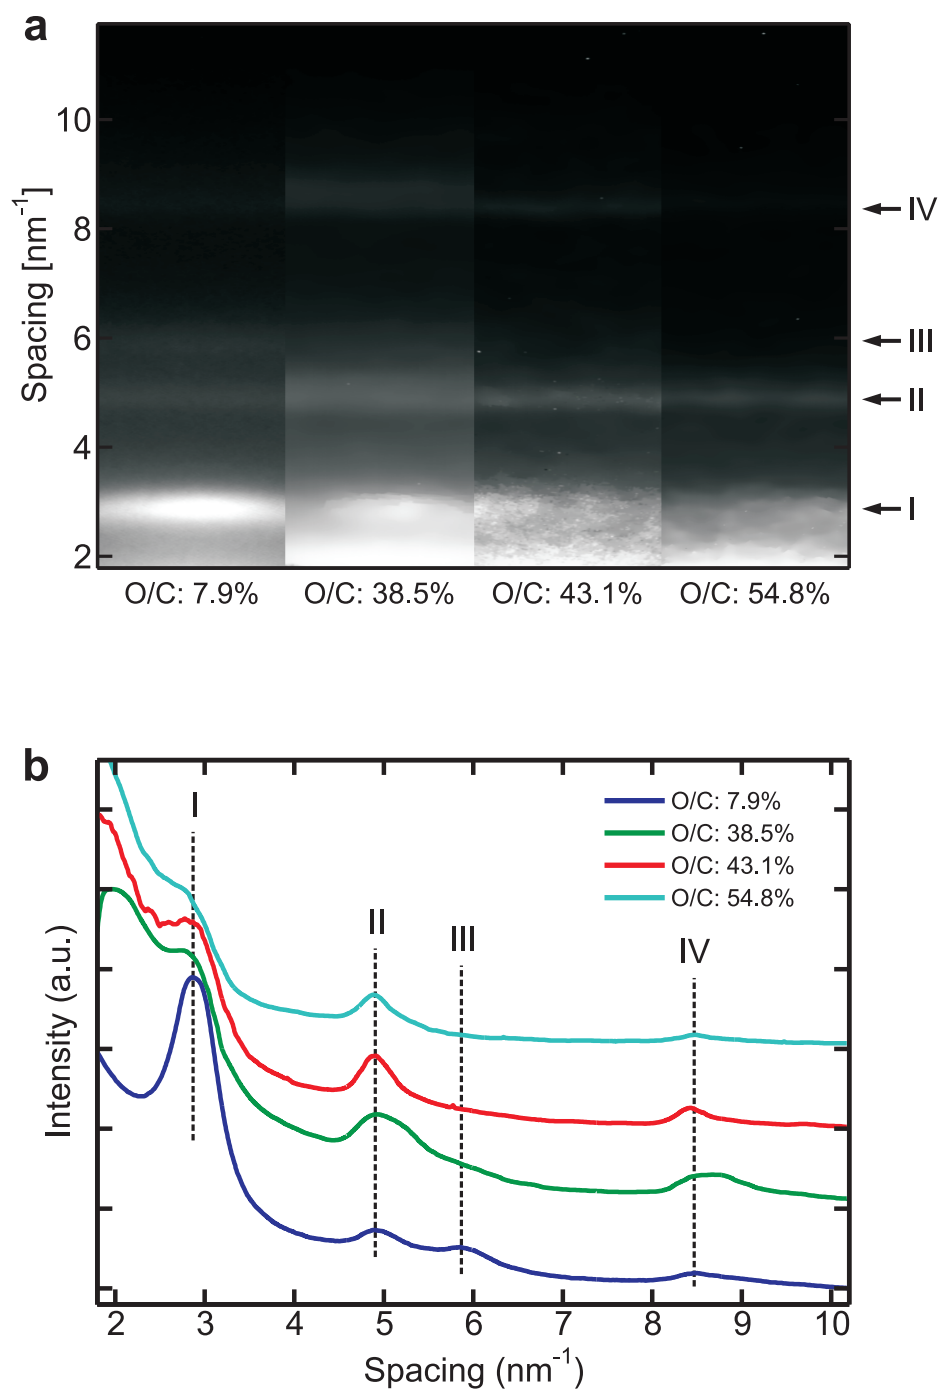 a
10
8
6
4
2
Spacing [nm⁻¹]
IV
III
II
I
O/C: 7.9% O/C: 38.5% O/C: 43.1% O/C: 54.8%
b
I
II
III
IV
O/C: 7.9%
O/C: 38.5%
O/C: 43.1%
O/C: 54.8%
Intensity (a.u.)
2 3 4 5 6 7 8 9 10
Spacing (nm⁻¹)